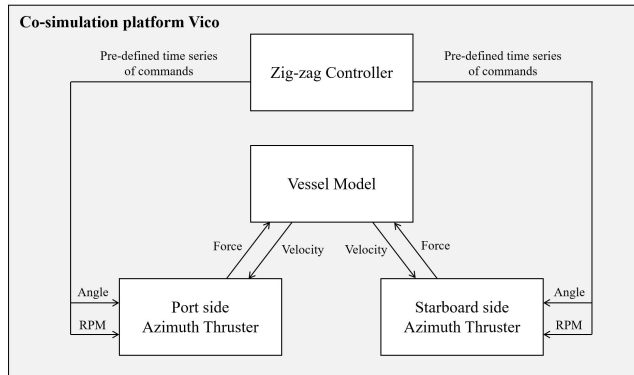 Co-simulation platform Vico
Pre-defined time series
of commands
Zig-zag Controller
Pre-defined time series
of commands
Vessel Model
Force
Velocity
Velocity
Force
Angle
RPM
Port side
Azimuth Thruster
Starboard side
Azimuth Thruster
Angle
RPM